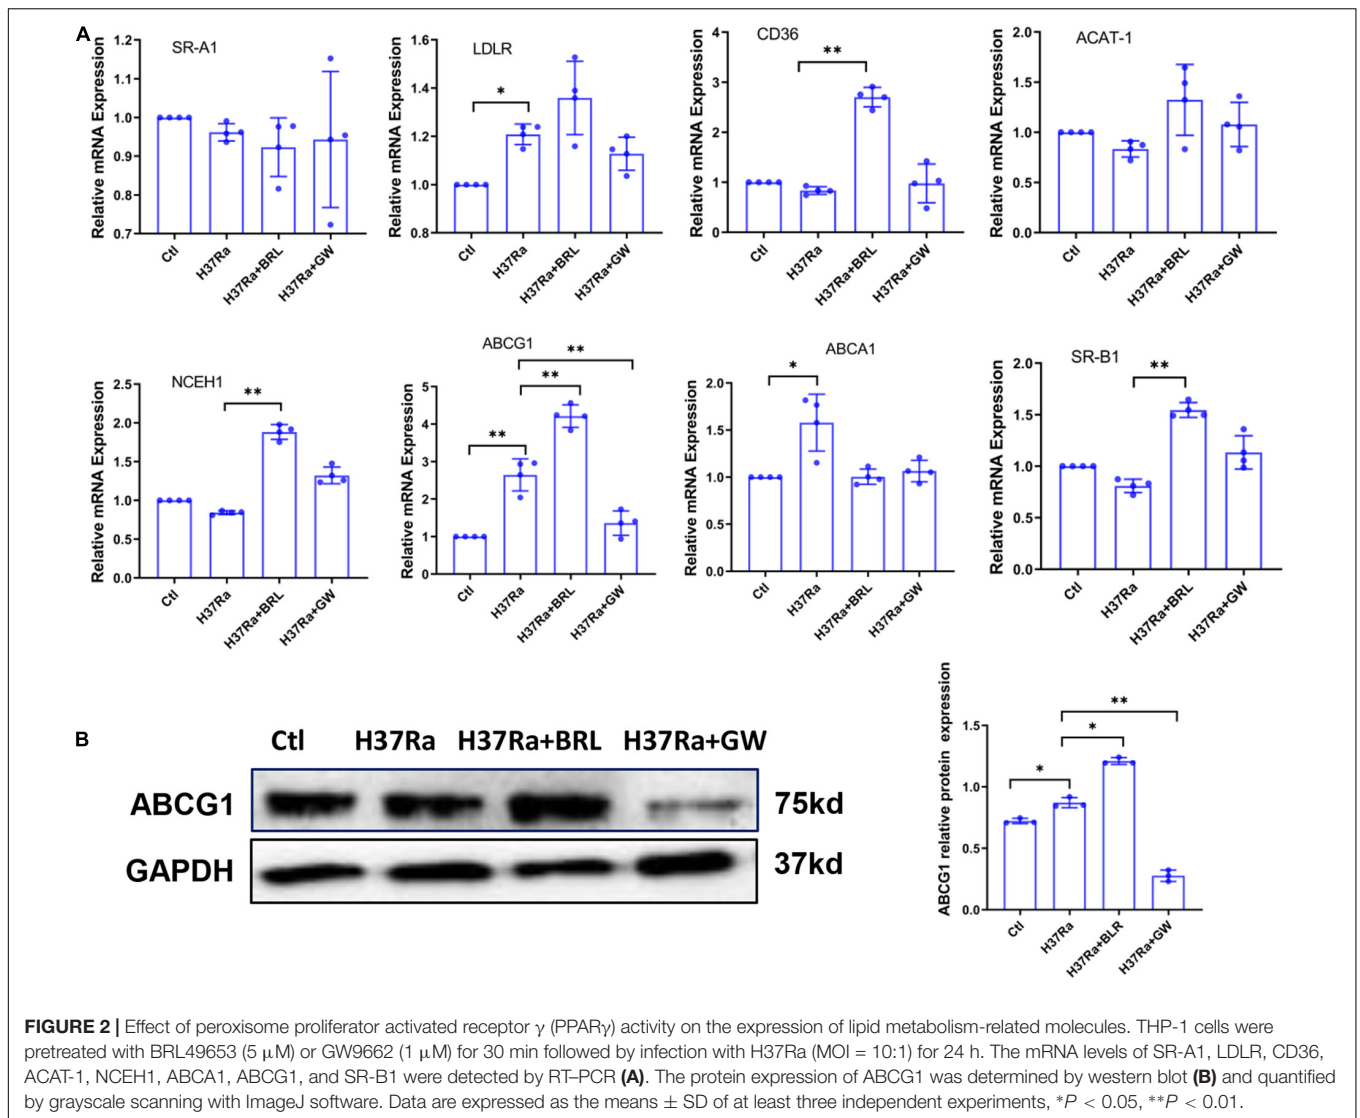 A
SR-A1
Relative mRNA Expression
1.2
1.1
1.0
0.9
0.8
0.7
Ctl
H37Ra
H37Ra+BRL
H37Ra+GW
LDLR
Relative mRNA Expression
1.6
1.4
1.2
1.0
0.8
*
Ctl
H37Ra
H37Ra+BRL
H37Ra+GW
CD36
Relative mRNA Expression
4
3
2
1
0
**
Ctl
H37Ra
H37Ra+BRL
H37Ra+GW
ACAT-1
Relative mRNA Expression
2.0
1.5
1.0
0.5
0.0
Ctl
H37Ra
H37Ra+BRL
H37Ra+GW
NCEH1
Relative mRNA Expression
2.5
2.0
1.5
1.0
0.5
0.0
**
Ctl
H37Ra
H37Ra+BRL
H37Ra+GW
ABCG1
Relative mRNA Expression
5
4
3
2
1
0
**
**
**
Ctl
H37Ra
H37Ra+BRL
H37Ra+GW
ABCA1
Relative mRNA Expression
2.0
1.5
1.0
0.5
0.0
*
Ctl
H37Ra
H37Ra+BRL
H37Ra+GW
SR-B1
Relative mRNA Expression
2.0
1.5
1.0
0.5
0.0
**
Ctl
H37Ra
H37Ra+BRL
H37Ra+GW
B
Ctl H37Ra H37Ra+BRL H37Ra+GW
ABCG1 75kd
GAPDH 37kd
ABCG1 relative protein expression
1.5
1.0
0.5
0.0
**
*
*
Ctl
H37Ra
H37Ra+BLR
H37Ra+GW
FIGURE 2 | Effect of peroxisome proliferator activated receptor γ (PPARγ) activity on the expression of lipid metabolism-related molecules. THP-1 cells were
pretreated with BRL49653 (5 μM) or GW9662 (1 μM) for 30 min followed by infection with H37Ra (MOI = 10:1) for 24 h. The mRNA levels of SR-A1, LDLR, CD36,
ACAT-1, NCEH1, ABCA1, ABCG1, and SR-B1 were detected by RT–PCR (A). The protein expression of ABCG1 was determined by western blot (B) and quantified
by grayscale scanning with ImageJ software. Data are expressed as the means ± SD of at least three independent experiments, *P < 0.05, **P < 0.01.